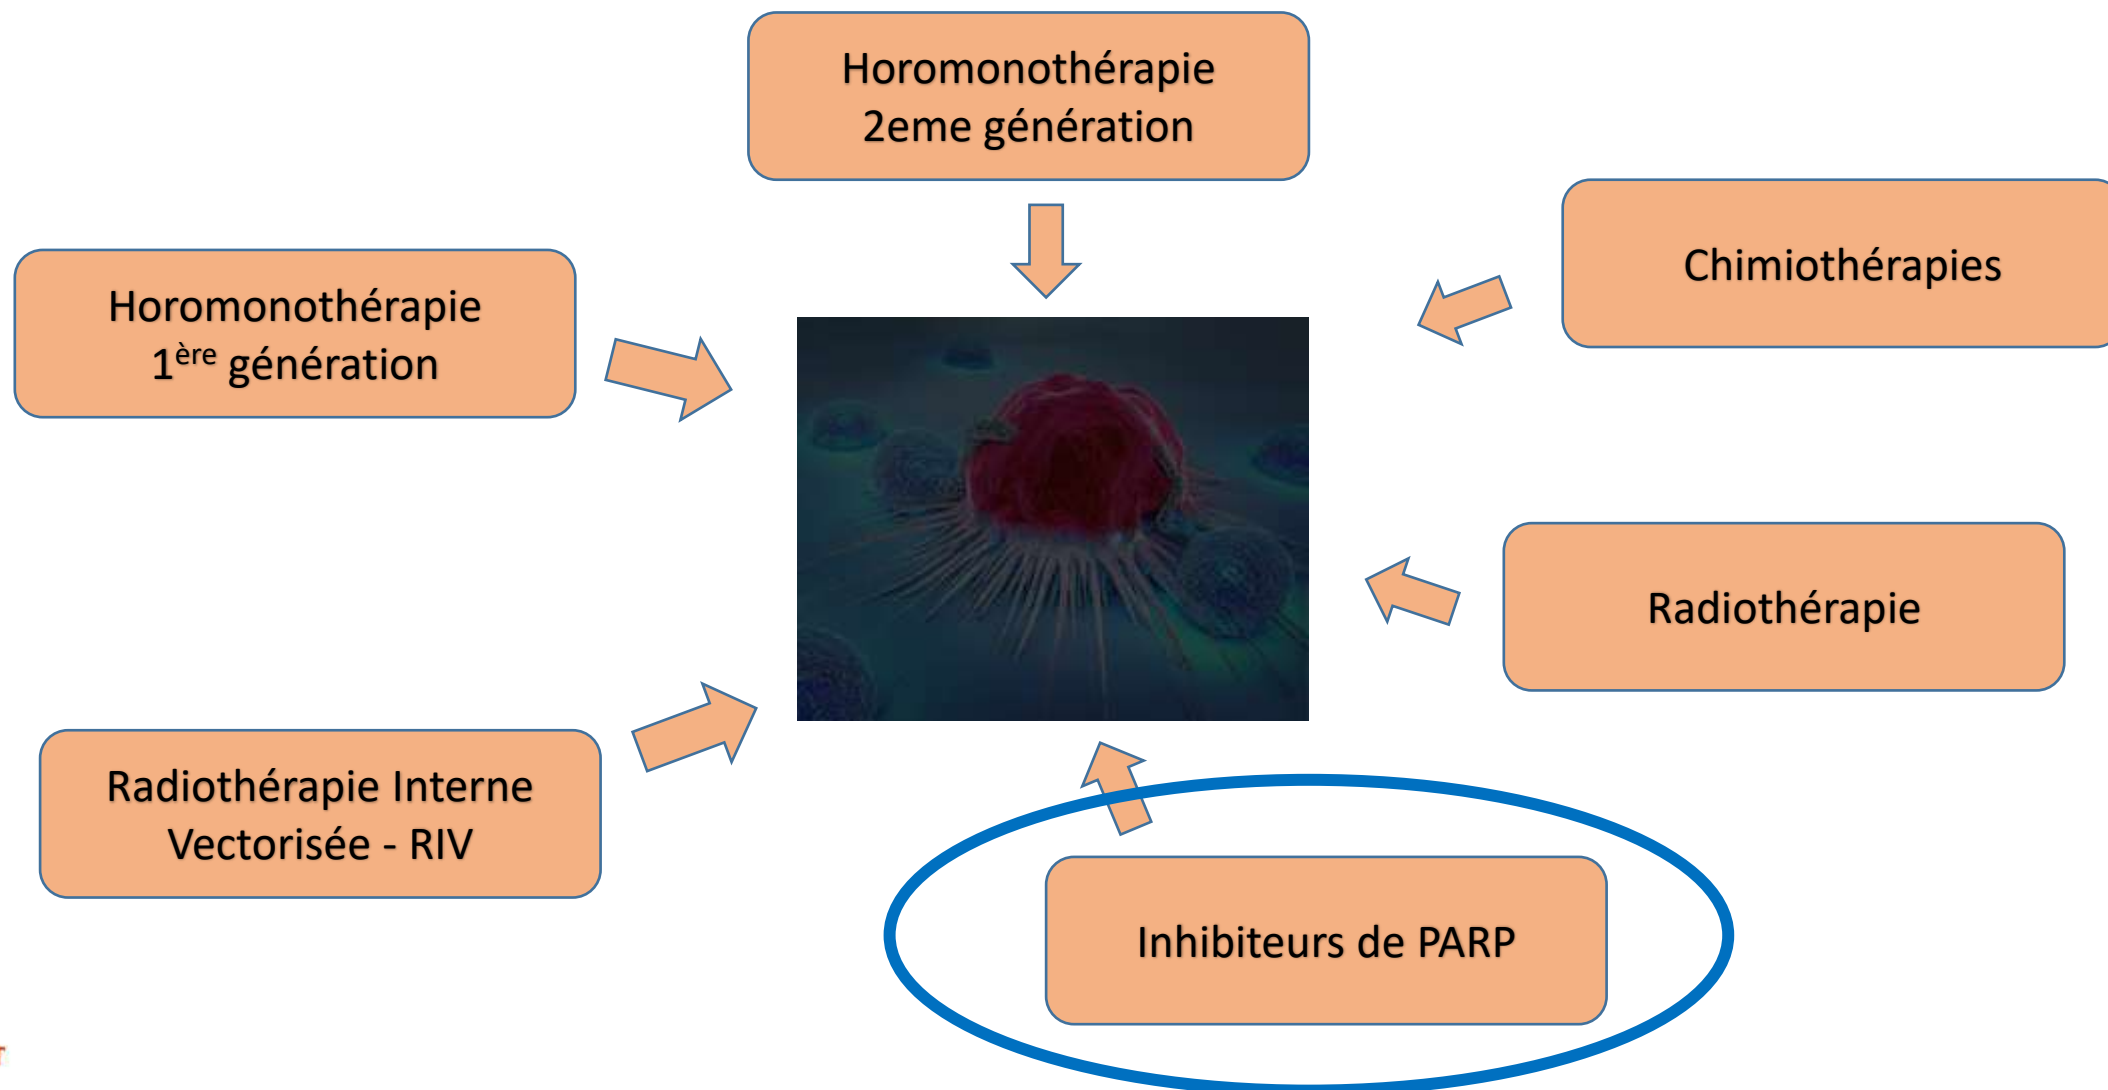 Horomonothérapie
2eme génération
Chimiothérapies
Horomonothérapie
1ère génération
Radiothérapie
Radiothérapie Interne
Vectorisée - RIV
Inhibiteurs de PARP